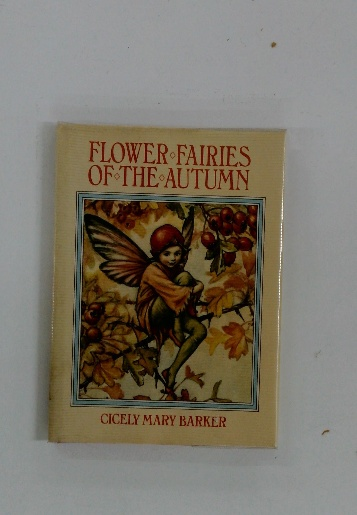 FLOWER◇FAIRIES
OF◇THE◇AUTUMN
CICELY MARY BARKER